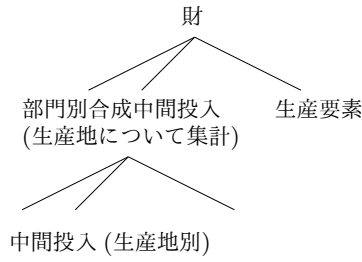 財
部門別合成中間投入
(生産地について集計)
生産要素
中間投入 (生産地別)